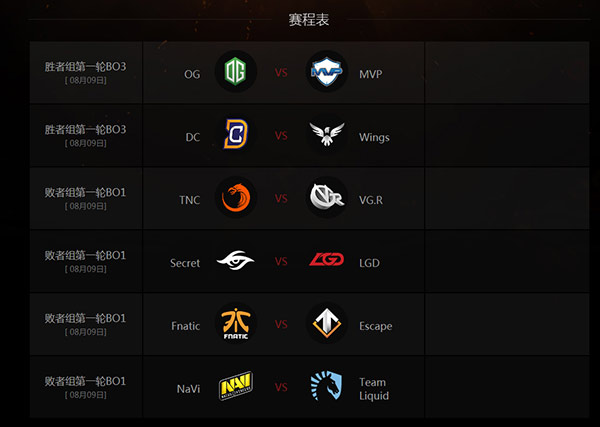 赛程表
胜者组第一轮BO3
[ 08月09日]
OG
OG
VS
MVP
MVP
胜者组第一轮BO3
[ 08月09日]
DC
DC
VS
Wings
败者组第一轮BO1
[ 08月09日]
TNC
VS
VG.R
败者组第一轮BO1
[ 08月09日]
Secret
VS
LGD
LGD
败者组第一轮BO1
[ 08月09日]
Fnatic
FNATIC
VS
Escape
败者组第一轮BO1
[ 08月09日]
NaVi
NAVI
VS
Team
Liquid